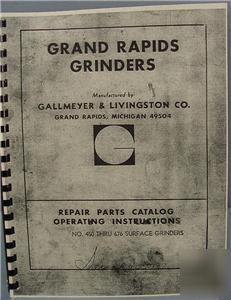 GRAND RAPIDS
GRINDERS
Manufactured by
GALLMEYER & LIVINGSTON CO.
GRAND RAPIDS, MICHIGAN 49504
REPAIR PARTS CATALOG
OPERATING INSTRUCTIONS
NO. 450 THRU 676 SURFACE GRINDERS